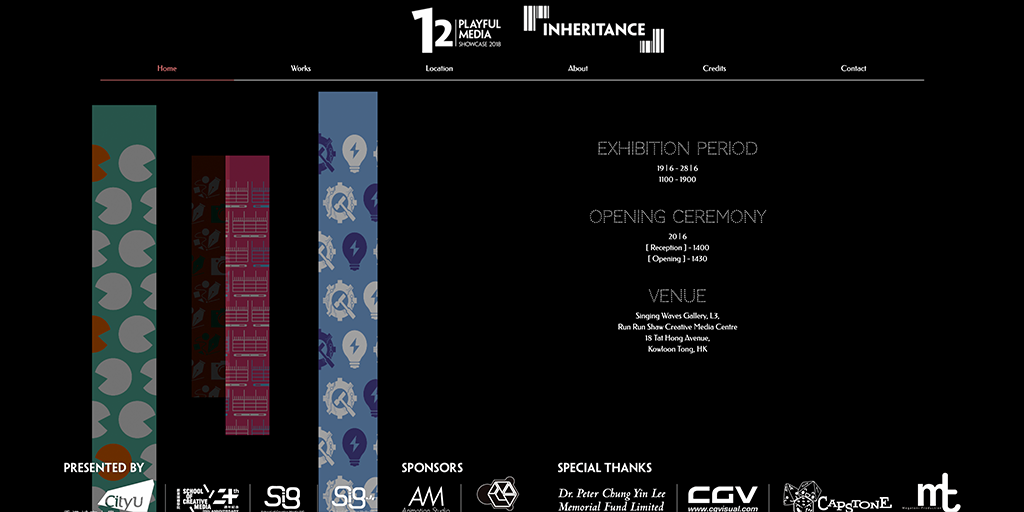 12 PLAYFUL
MEDIA
SHOWCASE 2018
INHERITANCE
Home Works Location About Credits Contact
EXHIBITION PERIOD
19 | 6 - 28 | 6
1100 - 1900
OPENING CEREMONY
20 | 6
[ Reception ] - 1400
[ Opening ] - 1430
VENUE
Singing Waves Gallery, L3,
Run Run Shaw Creative Media Centre
18 Tat Hong Avenue,
Kowloon Tong, HK
PRESENTED BY
CityU
SCHOOL
OF
CREATIVE
MEDIA
SPONSORS
AM
Animation Studio
SPECIAL THANKS
Dr. Peter Chung Yin Lee
Memorial Fund Limited
CGV
www.cgvisual.com
CAPSTONE
mt